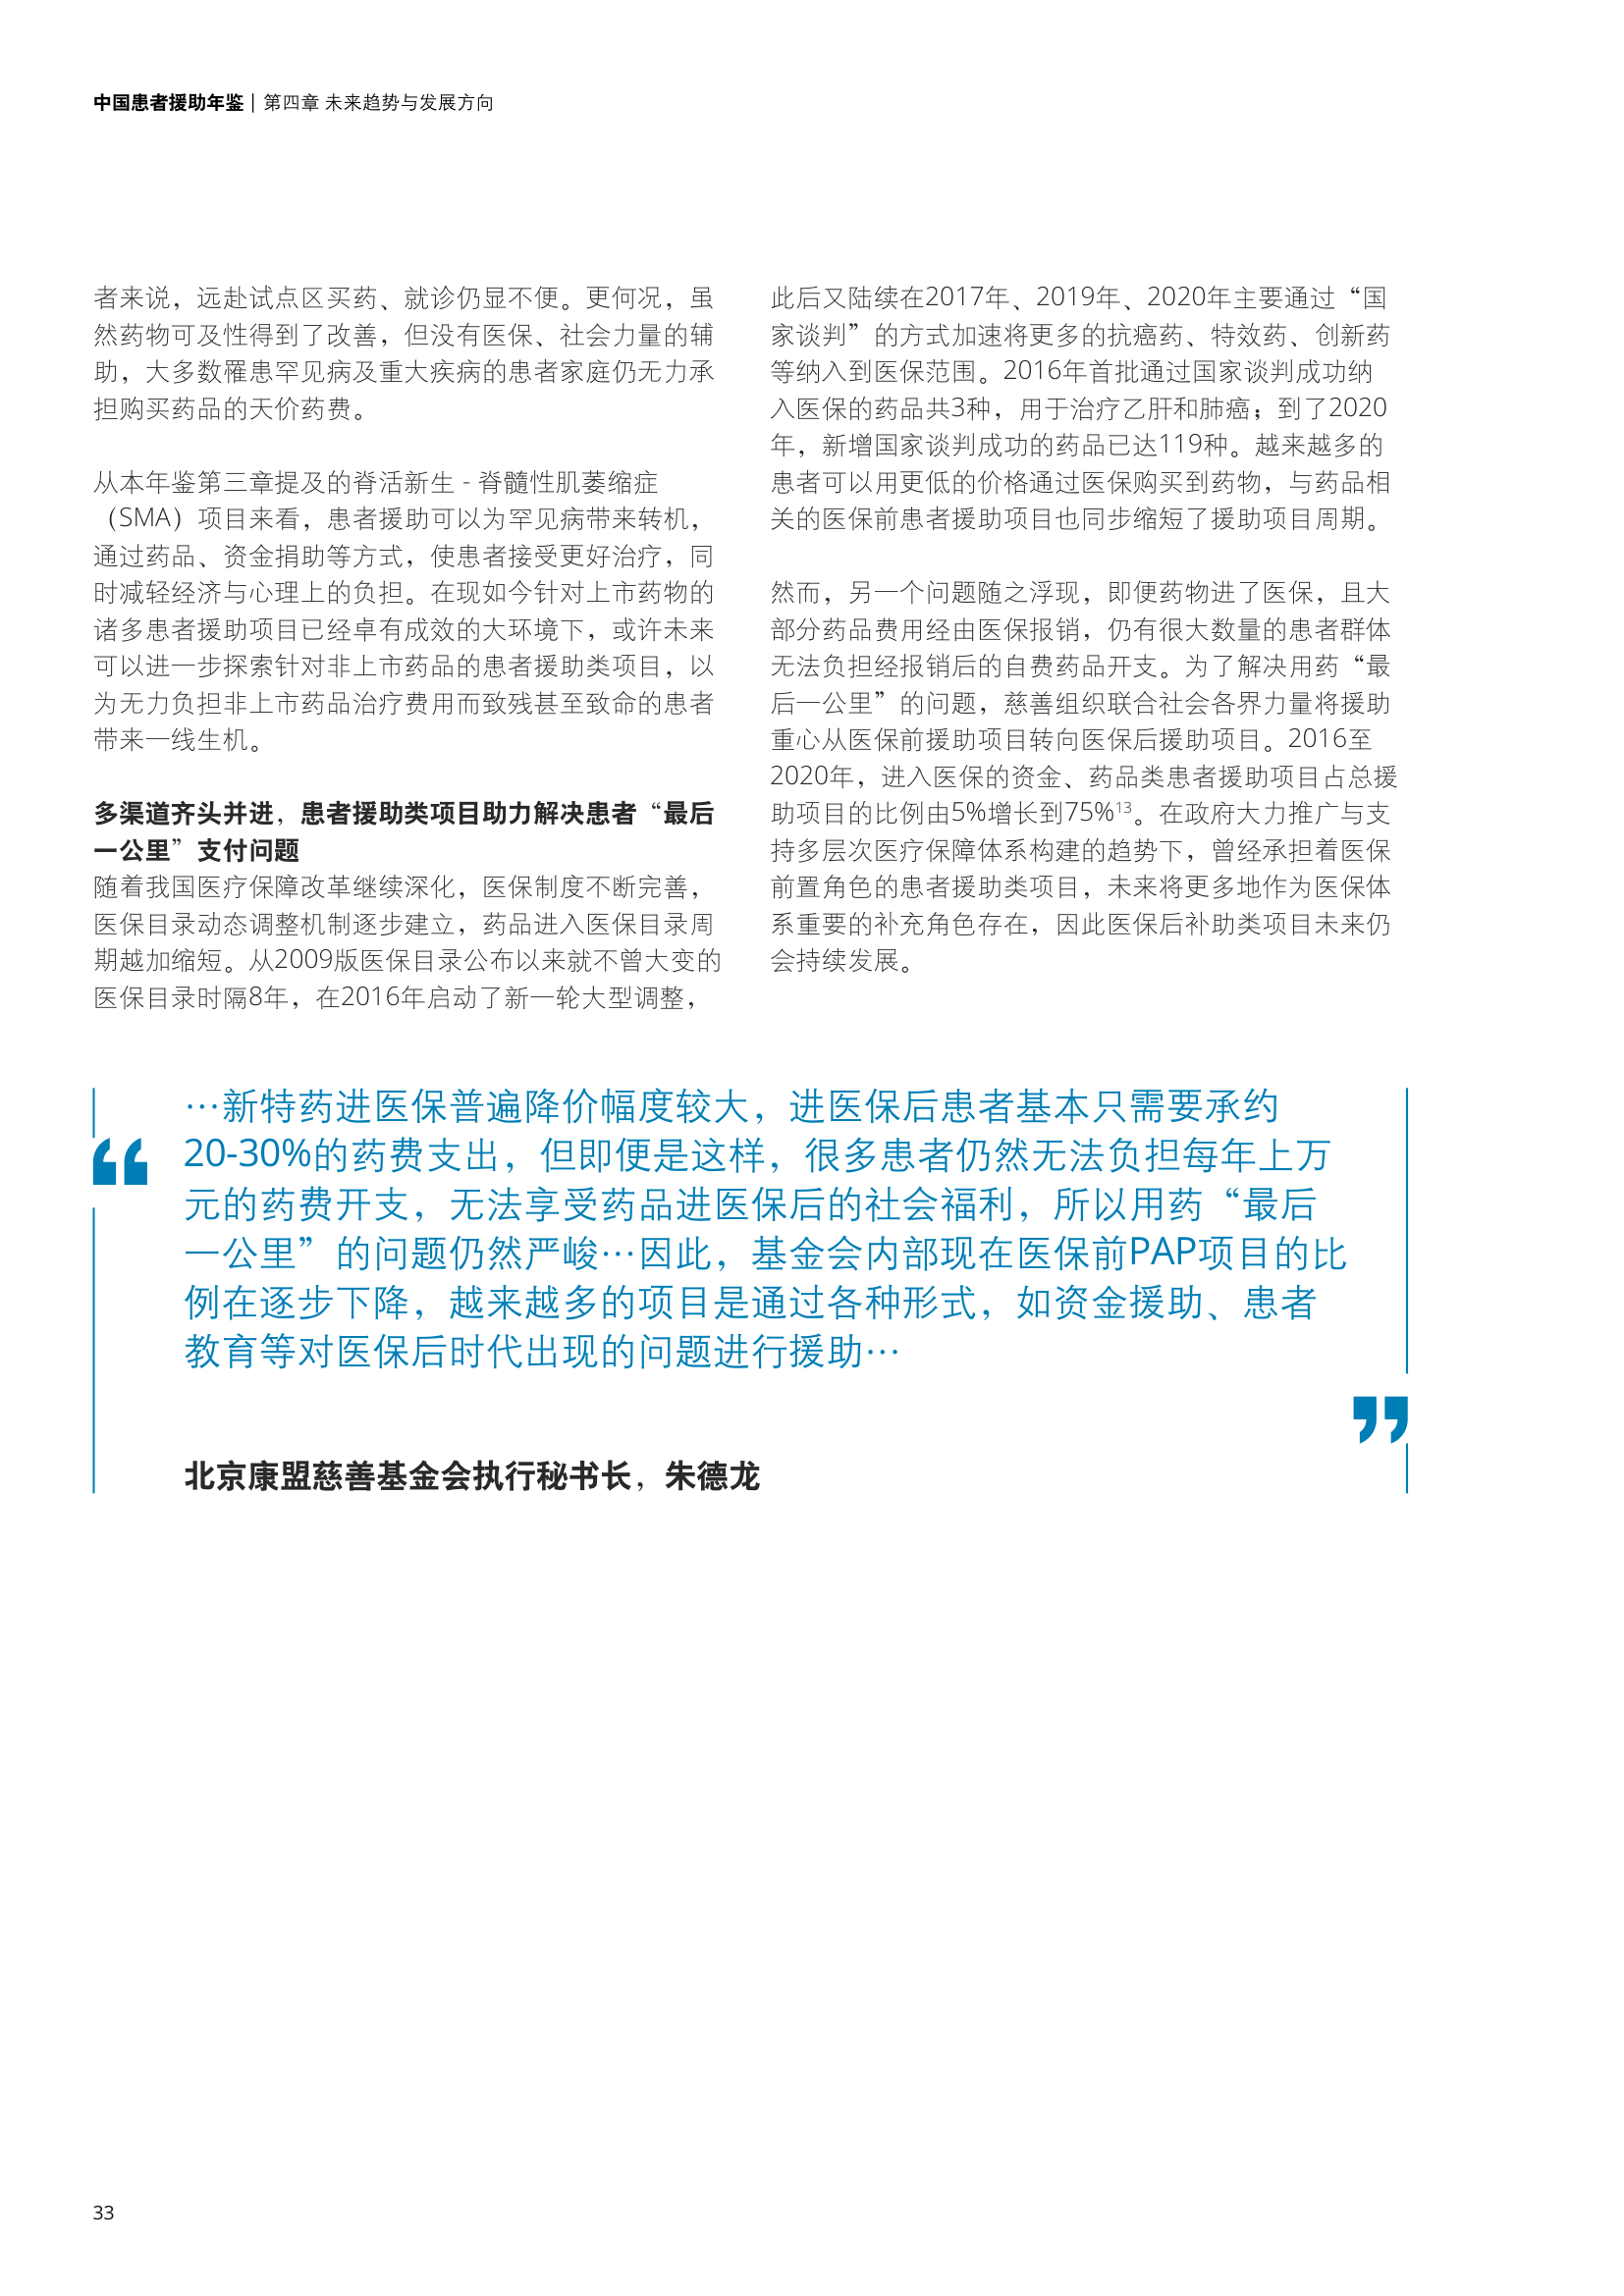 中国患者援助年鉴 | 第四章 未来趋势与发展方向
者来说，远赴试点区买药、就诊仍显不便。更何况，虽
然药物可及性得到了改善，但没有医保、社会力量的辅
助，大多数罹患罕见病及重大疾病的患者家庭仍无力承
担购买药品的天价药费。
从本年鉴第三章提及的脊活新生 - 脊髓性肌萎缩症
（SMA）项目来看，患者援助可以为罕见病带来转机，
通过药品、资金捐助等方式，使患者接受更好治疗，同
时减轻经济与心理上的负担。在现如今针对上市药物的
诸多患者援助项目已经卓有成效的大环境下，或许未来
可以进一步探索针对非上市药品的患者援助类项目，以
为无力负担非上市药品治疗费用而致残甚至致命的患者
带来一线生机。
多渠道齐头并进，患者援助类项目助力解决患者“最后
一公里”支付问题
随着我国医疗保障改革继续深化，医保制度不断完善，
医保目录动态调整机制逐步建立，药品进入医保目录周
期越加缩短。从2009版医保目录公布以来就不曾大变的
医保目录时隔8年，在2016年启动了新一轮大型调整，
此后又陆续在2017年、2019年、2020年主要通过“国
家谈判”的方式加速将更多的抗癌药、特效药、创新药
等纳入到医保范围。2016年首批通过国家谈判成功纳
入医保的药品共3种，用于治疗乙肝和肺癌；到了2020
年，新增国家谈判成功的药品已达119种。越来越多的
患者可以用更低的价格通过医保购买到药物，与药品相
关的医保前患者援助项目也同步缩短了援助项目周期。
然而，另一个问题随之浮现，即便药物进了医保，且大
部分药品费用经由医保报销，仍有很大数量的患者群体
无法负担经报销后的自费药品开支。为了解决用药“最
后一公里”的问题，慈善组织联合社会各界力量将援助
重心从医保前援助项目转向医保后援助项目。2016至
2020年，进入医保的资金、药品类患者援助项目占总援
助项目的比例由5%增长到75%¹³。在政府大力推广与支
持多层次医疗保障体系构建的趋势下，曾经承担着医保
前置角色的患者援助类项目，未来将更多地作为医保体
系重要的补充角色存在，因此医保后补助类项目未来仍
会持续发展。
“
…新特药进医保普遍降价幅度较大，进医保后患者基本只需要承约
20-30%的药费支出，但即便是这样，很多患者仍然无法负担每年上万
元的药费开支，无法享受药品进医保后的社会福利，所以用药“最后
一公里”的问题仍然严峻…因此，基金会内部现在医保前PAP项目的比
例在逐步下降，越来越多的项目是通过各种形式，如资金援助、患者
教育等对医保后时代出现的问题进行援助…
”
北京康盟慈善基金会执行秘书长，朱德龙
33